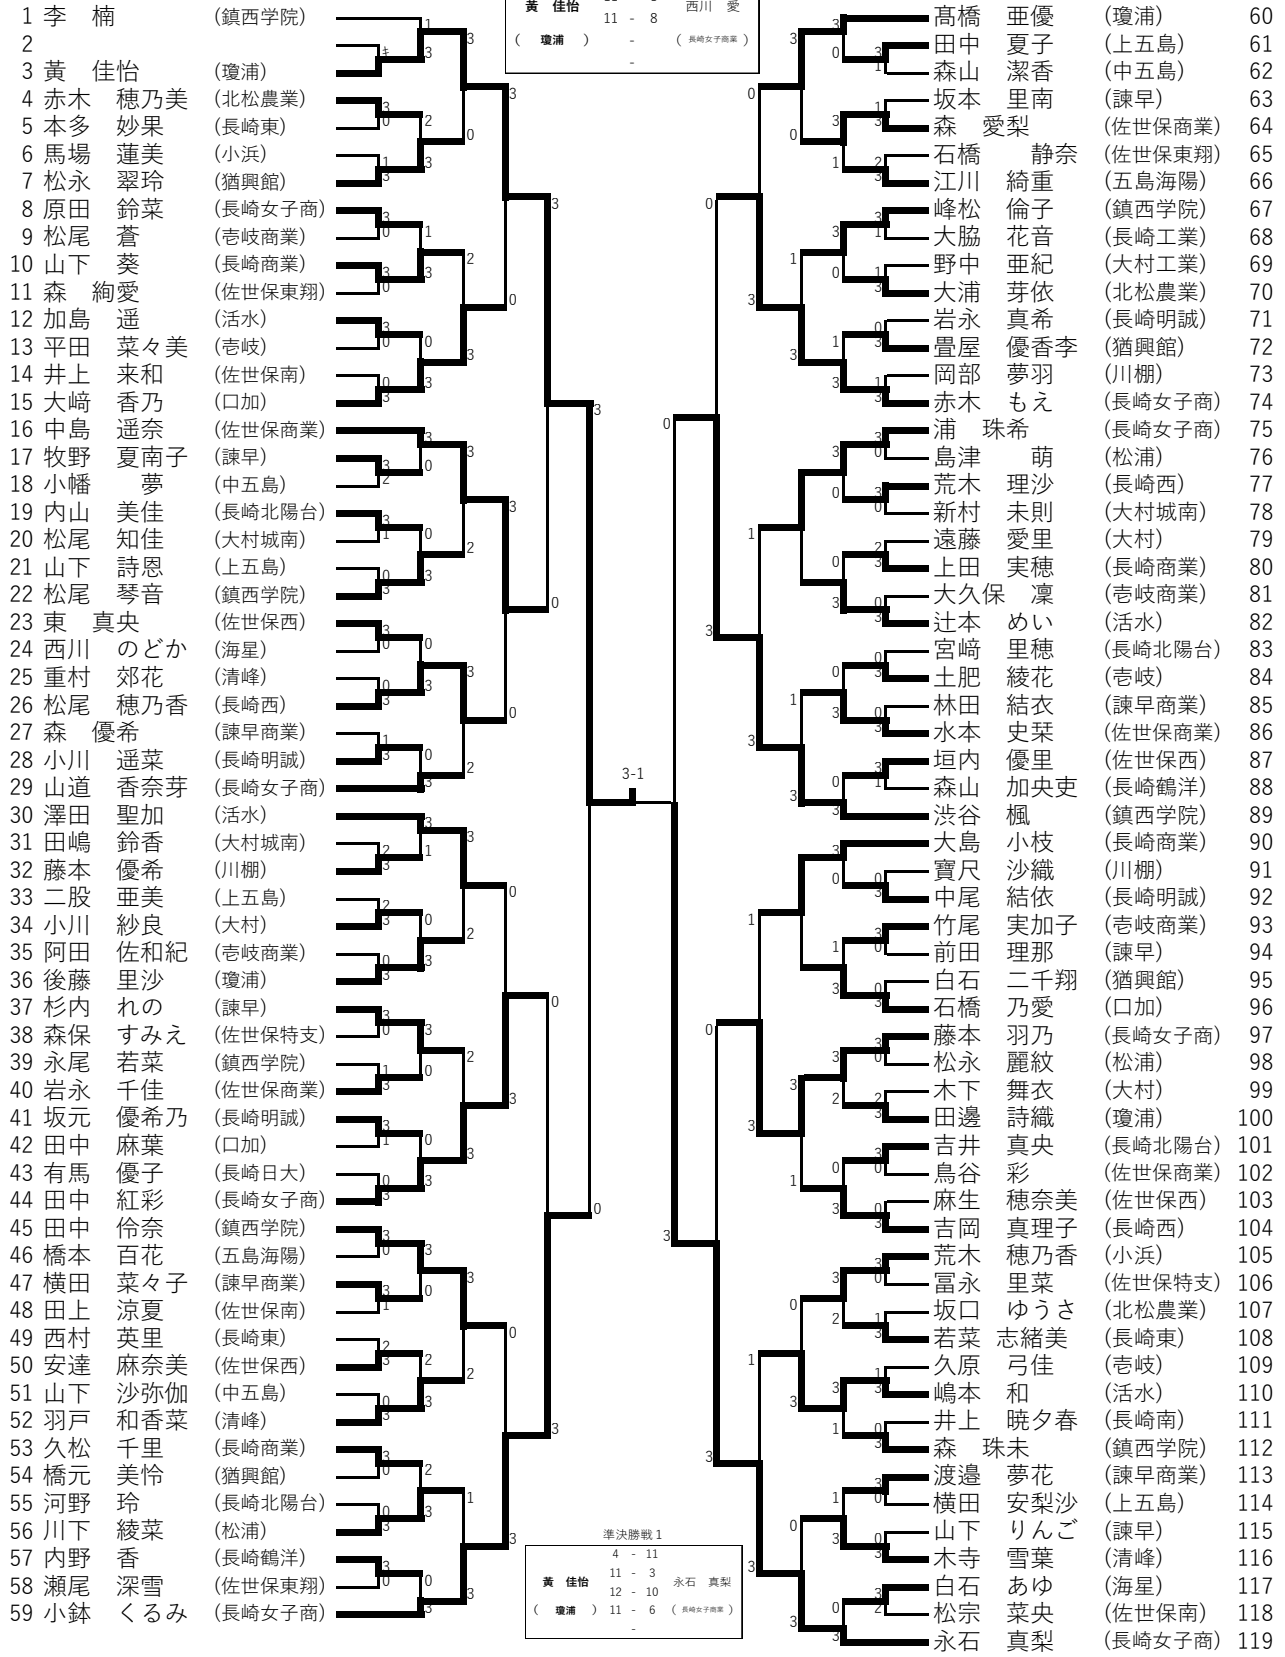 黃 佳怡
西川 愛
11 - 8
( 瓊浦 ) - ( 長崎女子商業 )
-
1 李 楠 (鎮西学院)
2
3 黃 佳怡 (瓊浦)
4 赤木 穂乃美 (北松農業)
5 本多 妙果 (長崎東)
6 馬場 蓮美 (小浜)
7 松永 翠玲 (猶興館)
8 原田 鈴菜 (長崎女子商)
9 松尾 蒼 (壱岐商業)
10 山下 葵 (長崎商業)
11 森 絢愛 (佐世保東翔)
12 加島 遥 (活水)
13 平田 菜々美 (壱岐)
14 井上 来和 (佐世保南)
15 大﨑 香乃 (口加)
16 中島 遥奈 (佐世保商業)
17 牧野 夏南子 (諫早)
18 小幡 夢 (中五島)
19 内山 美佳 (長崎北陽台)
20 松尾 知佳 (大村城南)
21 山下 詩恩 (上五島)
22 松尾 琴音 (鎮西学院)
23 東 真央 (佐世保西)
24 西川 のどか (海星)
25 重村 郊花 (清峰)
26 松尾 穂乃香 (長崎西)
27 森 優希 (諫早商業)
28 小川 遥菜 (長崎明誠)
29 山道 香奈芽 (長崎女子商)
30 澤田 聖加 (活水)
31 田嶋 鈴香 (大村城南)
32 藤本 優希 (川棚)
33 二股 亜美 (上五島)
34 小川 紗良 (大村)
35 阿田 佐和紀 (壱岐商業)
36 後藤 里沙 (瓊浦)
37 杉内 れの (諫早)
38 森保 すみえ (佐世保特支)
39 永尾 若菜 (鎮西学院)
40 岩永 千佳 (佐世保商業)
41 坂元 優希乃 (長崎明誠)
42 田中 麻葉 (口加)
43 有馬 優子 (長崎日大)
44 田中 紅彩 (長崎女子商)
45 田中 伶奈 (鎮西学院)
46 橋本 百花 (五島海陽)
47 横田 菜々子 (諫早商業)
48 田上 涼夏 (佐世保南)
49 西村 英里 (長崎東)
50 安達 麻奈美 (佐世保西)
51 山下 沙弥伽 (中五島)
52 羽戸 和香菜 (清峰)
53 久松 千里 (長崎商業)
54 橋元 美怜 (猶興館)
55 河野 玲 (長崎北陽台)
56 川下 綾菜 (松浦)
57 内野 香 (長崎鶴洋)
58 瀬尾 深雪 (佐世保東翔)
59 小鉢 くるみ (長崎女子商)
3-1
準決勝戦 1
4 - 11
11 - 3
黃 佳怡 12 - 10 永石 真梨
( 瓊浦 ) 11 - 6 ( 長崎女子商業 )
-
髙橋 亜優 (瓊浦) 60
田中 夏子 (上五島) 61
森山 潔香 (中五島) 62
坂本 里南 (諫早) 63
森 愛梨 (佐世保商業) 64
石橋 静奈 (佐世保東翔) 65
江川 綺重 (五島海陽) 66
峰松 倫子 (鎮西学院) 67
大脇 花音 (長崎工業) 68
野中 亜紀 (大村工業) 69
大浦 芽依 (北松農業) 70
岩永 真希 (長崎明誠) 71
畳屋 優香李 (猶興館) 72
岡部 夢羽 (川棚) 73
赤木 もえ (長崎女子商) 74
浦 珠希 (長崎女子商) 75
島津 萌 (松浦) 76
荒木 理沙 (長崎西) 77
新村 未則 (大村城南) 78
遠藤 愛里 (大村) 79
上田 実穂 (長崎商業) 80
大久保 凜 (壱岐商業) 81
辻本 めい (活水) 82
宮﨑 里穂 (長崎北陽台) 83
土肥 綾花 (壱岐) 84
林田 結衣 (諫早商業) 85
水本 史栞 (佐世保商業) 86
垣内 優里 (佐世保西) 87
森山 加央吏 (長崎鶴洋) 88
渋谷 楓 (鎮西学院) 89
大島 小枝 (長崎商業) 90
寶尺 沙織 (川棚) 91
中尾 結依 (長崎明誠) 92
竹尾 実加子 (壱岐商業) 93
前田 理那 (諫早) 94
白石 二千翔 (猶興館) 95
石橋 乃愛 (口加) 96
藤本 羽乃 (長崎女子商) 97
松永 麗紋 (松浦) 98
木下 舞衣 (大村) 99
田邊 詩織 (瓊浦) 100
吉井 真央 (長崎北陽台) 101
鳥谷 彩 (佐世保商業) 102
麻生 穂奈美 (佐世保西) 103
吉岡 真理子 (長崎西) 104
荒木 穂乃香 (小浜) 105
冨永 里菜 (佐世保特支) 106
坂口 ゆうさ (北松農業) 107
若菜 志緒美 (長崎東) 108
久原 弓佳 (壱岐) 109
嶋本 和 (活水) 110
井上 暁夕春 (長崎南) 111
森 珠未 (鎮西学院) 112
渡邉 夢花 (諫早商業) 113
横田 安梨沙 (上五島) 114
山下 りんご (諫早) 115
木寺 雪葉 (清峰) 116
白石 あゆ (海星) 117
松宗 菜央 (佐世保南) 118
永石 真梨 (長崎女子商) 119